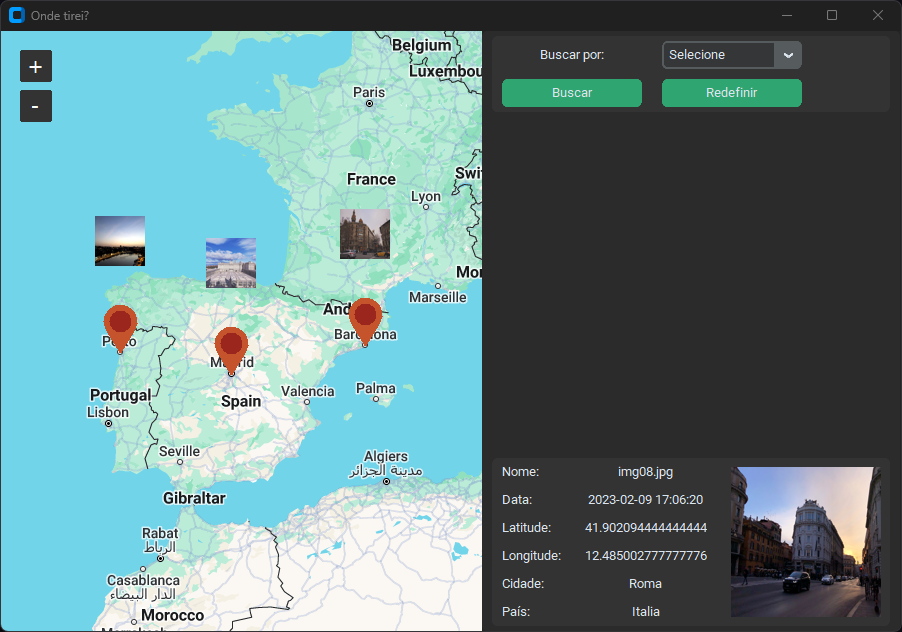 Onde tirei?
+
-
Belgium
Luxembou
Paris
France
Swi
Lyon
Mo
Marseille
And
Barcelona
Porto
Madrid
Portugal
Lisbon
Spain
Valencia
Palma
Seville
Algiers
مدينة الجزائر
Gibraltar
Rabat
الرباط
Casablanca
الدار البيضاء
Morocco
Buscar por:
Selecione
Buscar
Redefinir
Nome:
img08.jpg
Data:
2023-02-09 17:06:20
Latitude:
41.902094444444444
Longitude:
12.485002777777776
Cidade:
Roma
País:
Italia